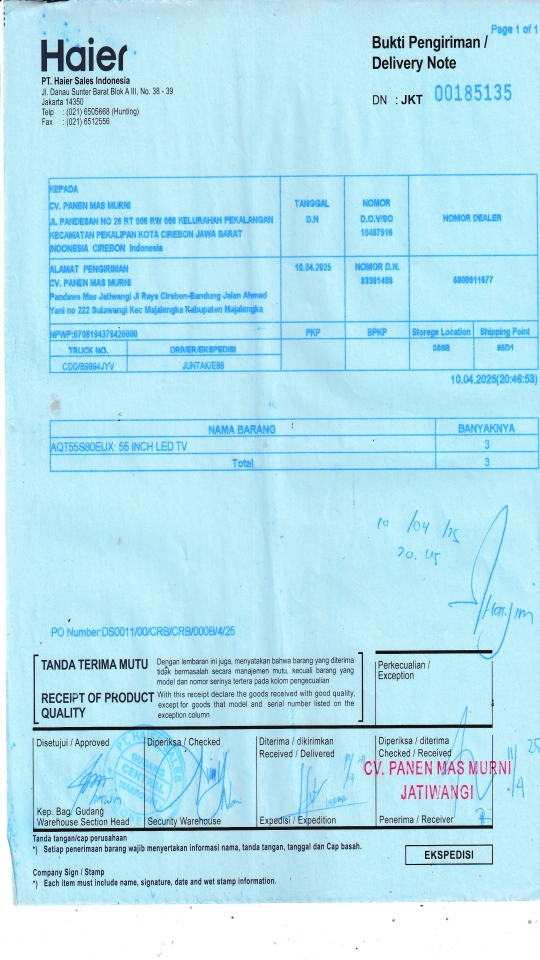 Page 1 of 1
Haier
Bukti Pengiriman /
Delivery Note
PT. Haier Sales Indonesia
Jl. Danau Sunter Barat Blok A III, No. 38 - 39
Jakarta 14350
Telp : (021) 6505668 (Hunting)
Fax : (021) 6512556
DN : JKT 00185135
KEPADA
CV. PANEN MAS MURNI
JL PANDESAN NO 26 RT 006 RW 006 KELURAHAN PEKALANGAN
KECAMATAN PEKALIPAN KOTA CIREBON JAWA BARAT
INDONESIA CIREBON Indonesia
TANGGAL
D.N
NOMOR
D.O.V/SO
10487516
NOMOR DEALER
ALAMAT PENGIRIMAN
CV. PANEN MAS MURNI
Pandawa Mas Jatiwangi Jl Raya Cirebon-Bandung Jalan Ahmad
Yani no 222 Sutawangi Kec Majalengka Kabupaten Majalengka
10.04.2025
NOMOR D.N.
83381488
6000011677
NPWP:0708194378426000
PKP
BPKP
Storege Location
Shipping Point
TRUCK NO.
DRIVER/EKSPEDISI
000B
65D1
CDD/B9694JYV
JUNTAK/E86
10.04.2025(20:46:53)
NAMA BARANG
BANYAKNYA
AQT55S80EUX: 55 INCH LED TV
3
Total
3
10/04/25
20.45
PO Number:DS0011/00/CRB/CRB/000B/4/25
TANDA TERIMA MUTU
Dengan lembaran ini juga, menyatakan bahwa barang yang diterima
tidak bermasalah secara manajemen mutu, kecuali barang yang
model dan nomor serinya tertera pada kolom pengecualian
RECEIPT OF PRODUCT
QUALITY
With this receipt declare the goods received with good quality,
except for goods that model and serial number listed on the
exception column
Perkecualian /
Exception
Disetujui / Approved
Diperiksa / Checked
Diterima / dikirimkan
Received / Delivered
Diperiksa / diterima
Checked / Received
CV. PANEN MAS MURNI
JATIWANGI
Kep. Bag. Gudang
Warehouse Section Head
Security Warehouse
Expedisi / Expedition
Penerima / Receiver
Tanda tangan/cap perusahaan
*) Setiap penerimaan barang wajib menyertakan informasi nama, tanda tangan, tanggal dan Cap basah.
EKSPEDISI
Company Sign / Stamp
*) Each item must include name, signature, date and wet stamp information.